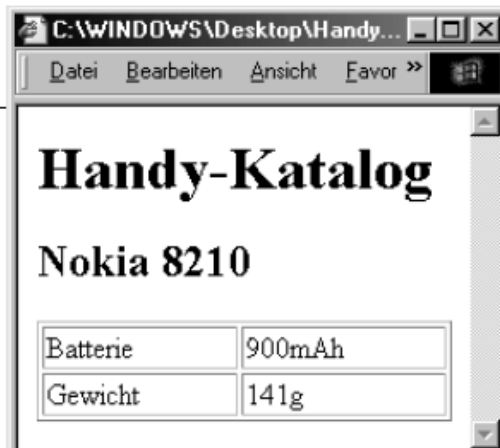 C:\WINDOWS\Desktop\Handy...
Datei Bearbeiten Ansicht Favor »
Handy-Katalog
Nokia 8210
Batterie 900mAh
Gewicht 141g